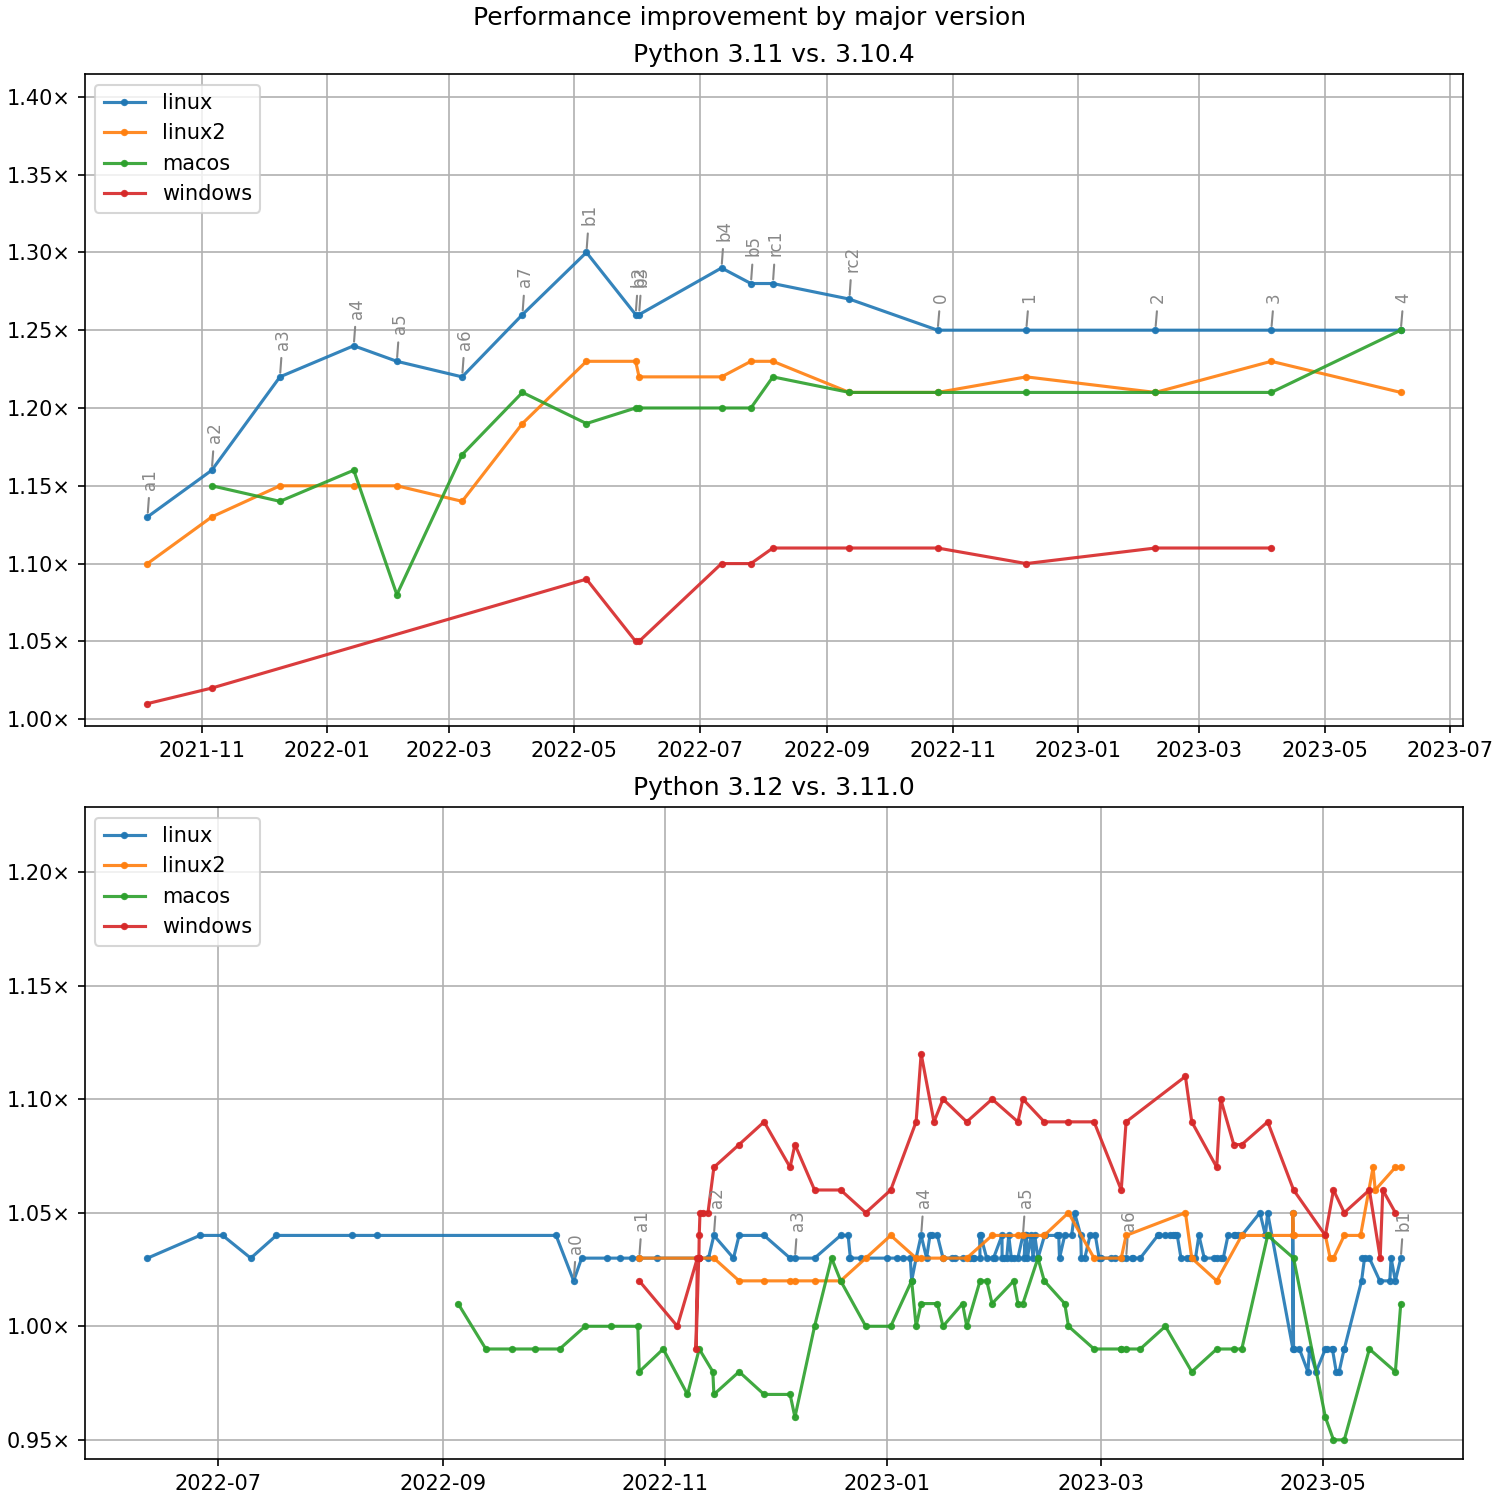 Performance improvement by major version
Python 3.11 vs. 3.10.4
1.40×
1.35×
1.30×
1.25×
1.20×
1.15×
1.10×
1.05×
1.00×
linux
linux2
macos
windows
a1
a2
a3
a4
a5
a6
a7
b1
b4
b5
rc1
rc2
0
1
2
3
4
2021-11
2022-01
2022-03
2022-05
2022-07
2022-09
2022-11
2023-01
2023-03
2023-05
2023-07
Python 3.12 vs. 3.11.0
1.20×
1.15×
1.10×
1.05×
1.00×
0.95×
linux
linux2
macos
windows
a0
a1
a2
a3
a4
a5
a6
b1
2022-07
2022-09
2022-11
2023-01
2023-03
2023-05